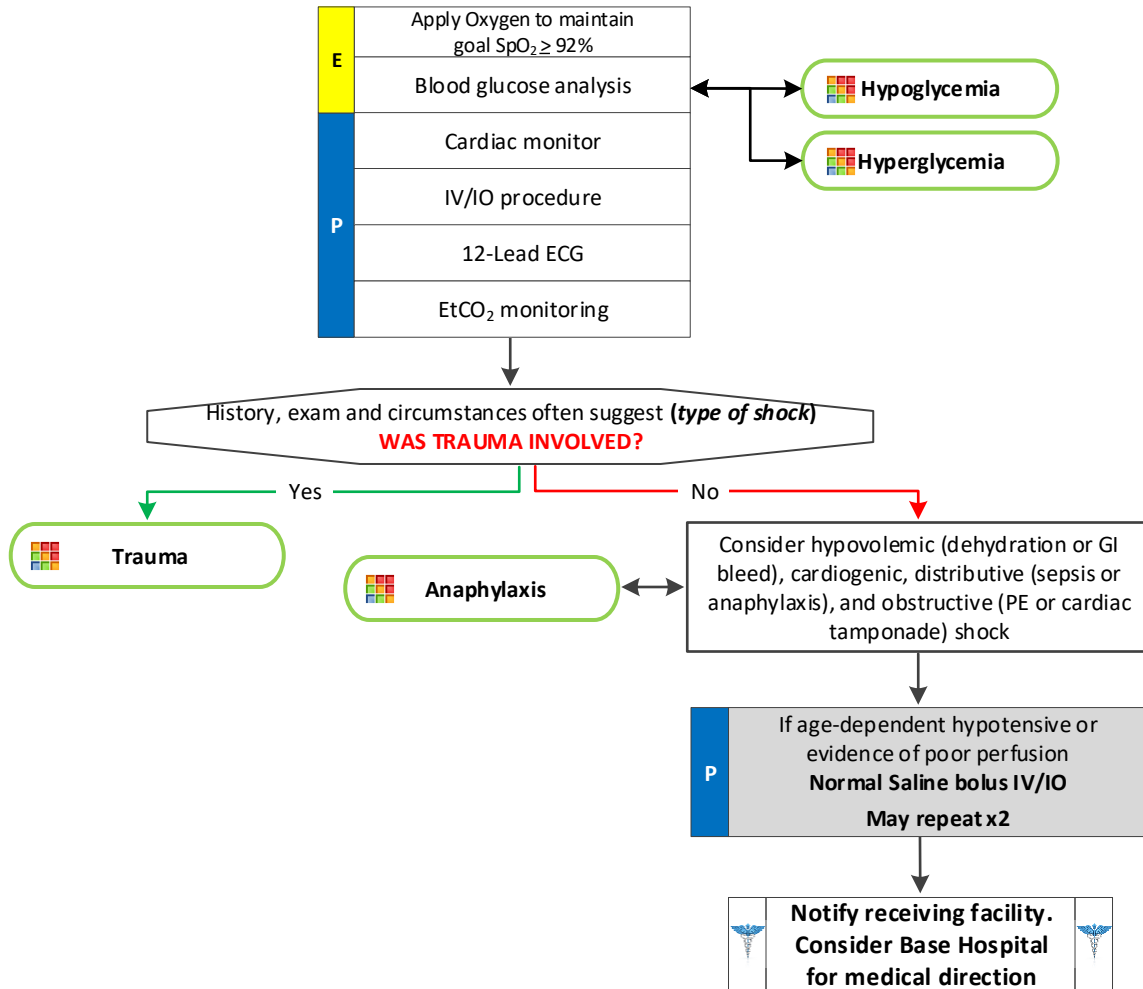 Apply Oxygen to maintain
goal SpO₂ ≥ 92%
E
Blood glucose analysis
Hypoglycemia
Hyperglycemia
Cardiac monitor
IV/IO procedure
P
12-Lead ECG
EtCO₂ monitoring
History, exam and circumstances often suggest (type of shock)
WAS TRAUMA INVOLVED?
Yes
No
Trauma
Anaphylaxis
Consider hypovolemic (dehydration or GI
bleed), cardiogenic, distributive (sepsis or
anaphylaxis), and obstructive (PE or cardiac
tamponade) shock
P
If age-dependent hypotensive or
evidence of poor perfusion
Normal Saline bolus IV/IO
May repeat x2
Notify receiving facility.
Consider Base Hospital
for medical direction